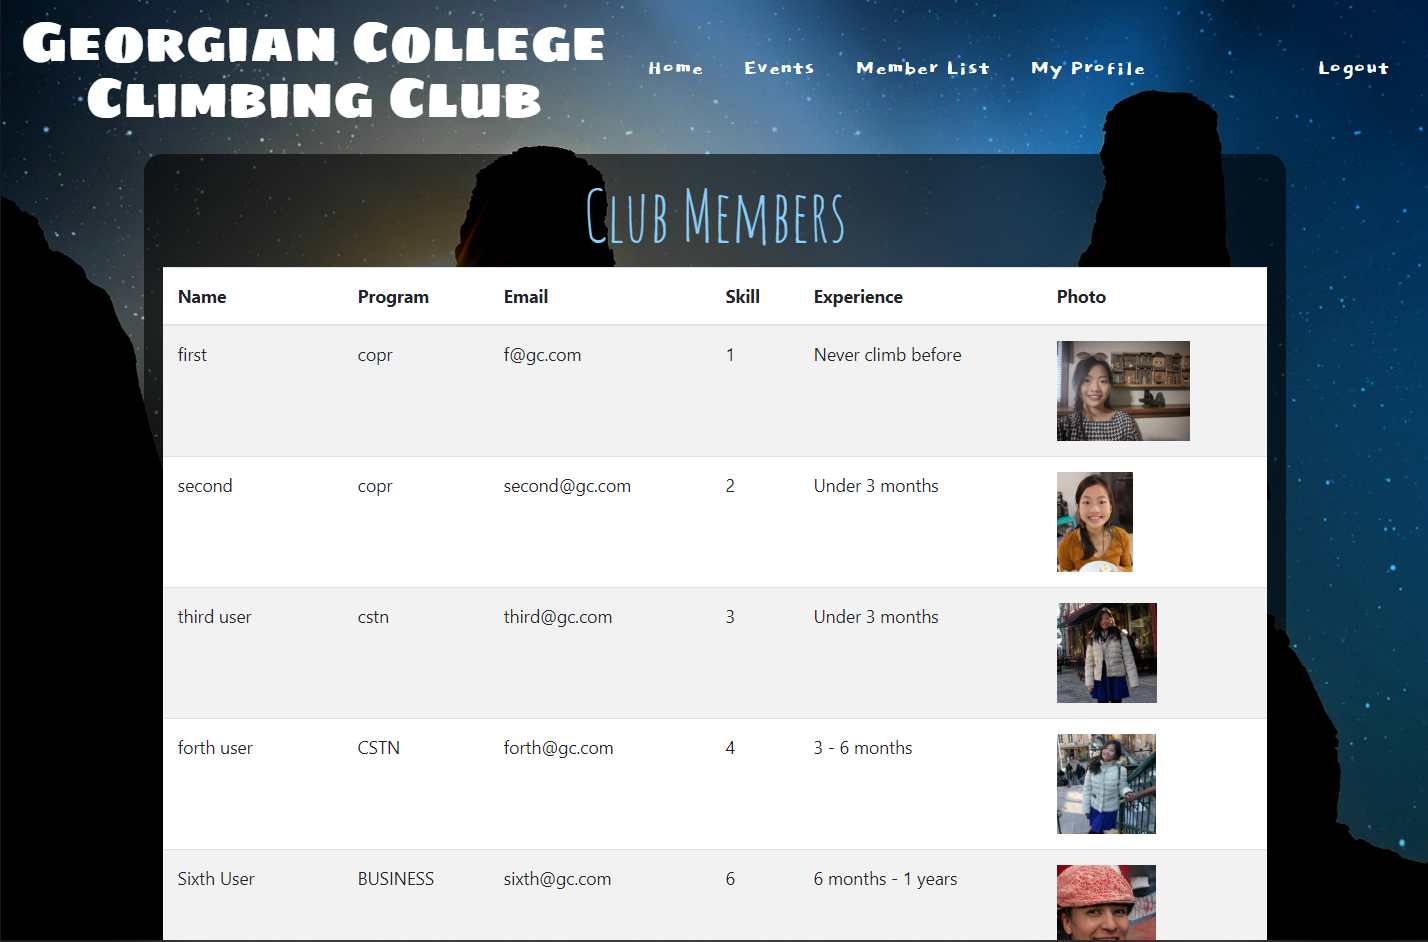 Georgian College
Climbing Club
Home Events Member List My Profile Logout
Club Members
Name Program Email Skill Experience Photo
first copr f@gc.com 1 Never climb before
second copr second@gc.com 2 Under 3 months
third user cstn third@gc.com 3 Under 3 months
forth user CSTN forth@gc.com 4 3 - 6 months
Sixth User BUSINESS sixth@gc.com 6 6 months - 1 years